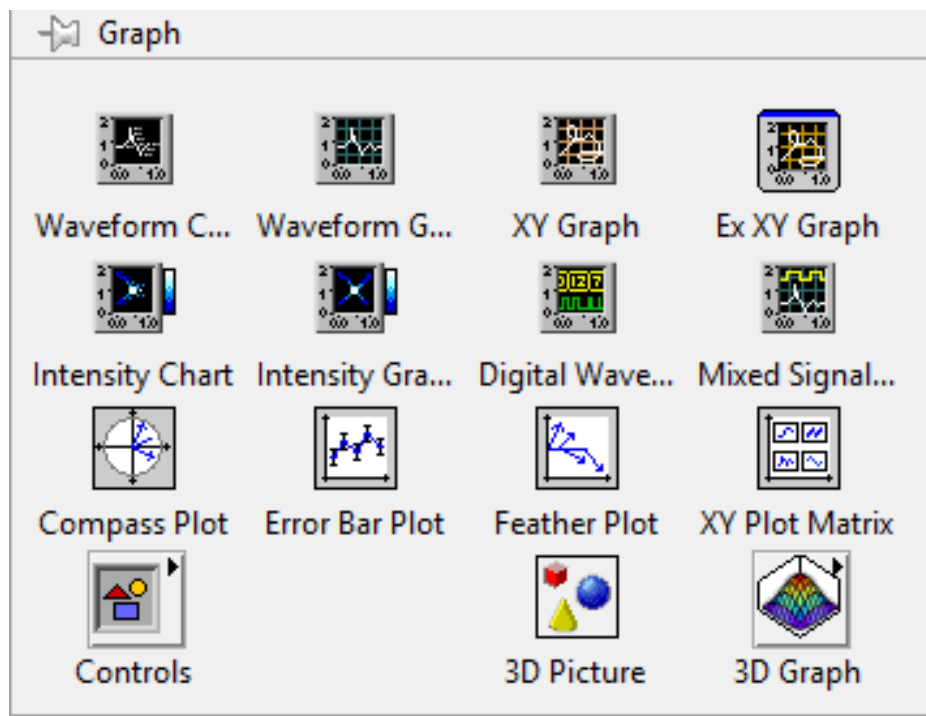 Graph
Waveform C... Waveform G... XY Graph Ex XY Graph
Intensity Chart Intensity Gra... Digital Wave... Mixed Signal...
Compass Plot Error Bar Plot Feather Plot XY Plot Matrix
Controls 3D Picture 3D Graph